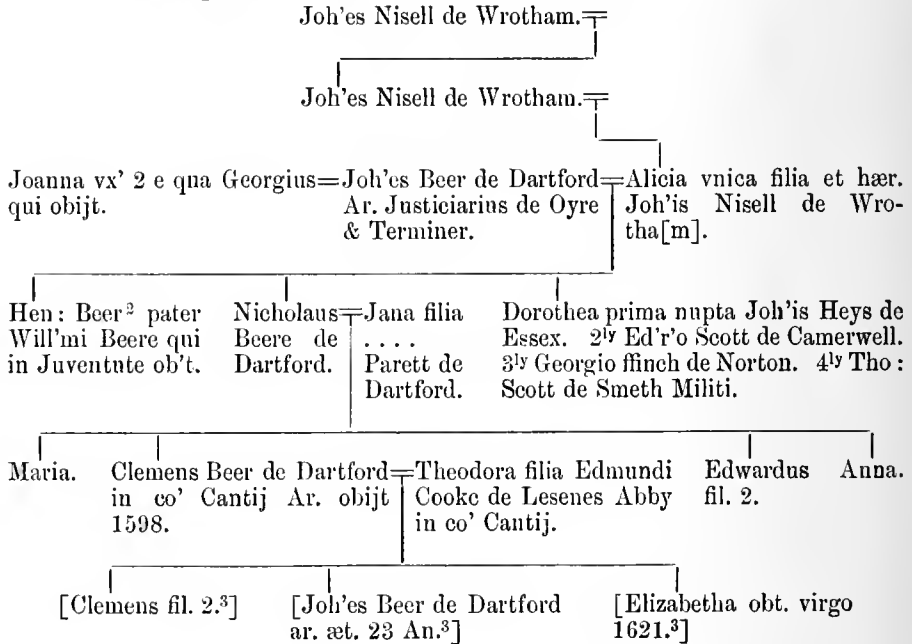 Joh'es Nisell de Wrotham.
Joh'es Nisell de Wrotham.
Joanna vx' 2 e qua Georgius=Joh'es Beer de Dartford=Alicia vnica filia et hær.
qui obijt. Ar. Justiciarius de Oyre Joh'is Nisell de Wro-
& Terminer. tha[m].
Hen: Beer² pater
Will'mi Beere qui
in Juventute ob't.
Nicholaus=Jana filia
Beere de ....
Dartford. Parett de
Dartford.
Dorothea prima nupta Joh'is Heys de
Essex. 2ly Ed'r'o Scott de Camerwell.
3ly Georgio ffinch de Norton. 4ly Tho:
Scott de Smeth Militi.
Maria.
Clemens Beer de Dartford=Theodora filia Edmundi
in co' Cantij Ar. obijt Cooke de Lesenes Abby
1598. in co' Cantij.
Edwardus
fil. 2.
Anna.
[Clemens fil. 2.³]
[Joh'es Beer de Dartford
ar. æt. 23 An.³]
[Elizabetha obt. virgo
1621.³]